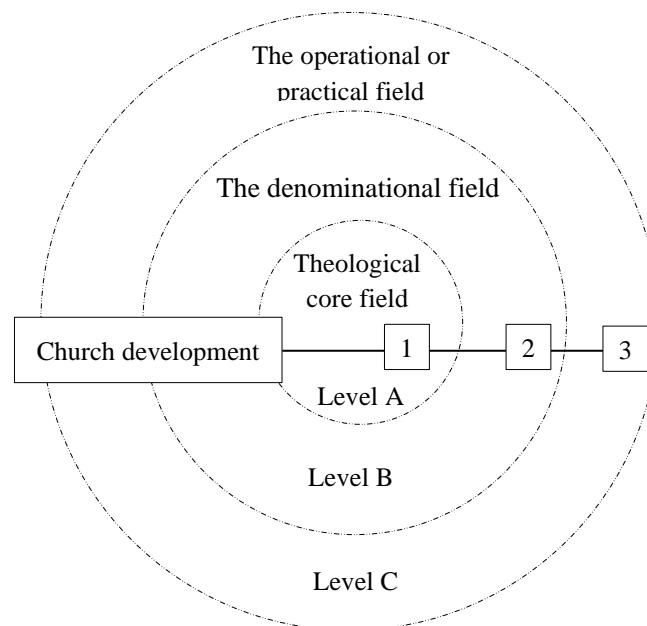 The operational or
practical field
The denominational field
Theological
core field
Church development
1
2
3
Level A
Level B
Level C